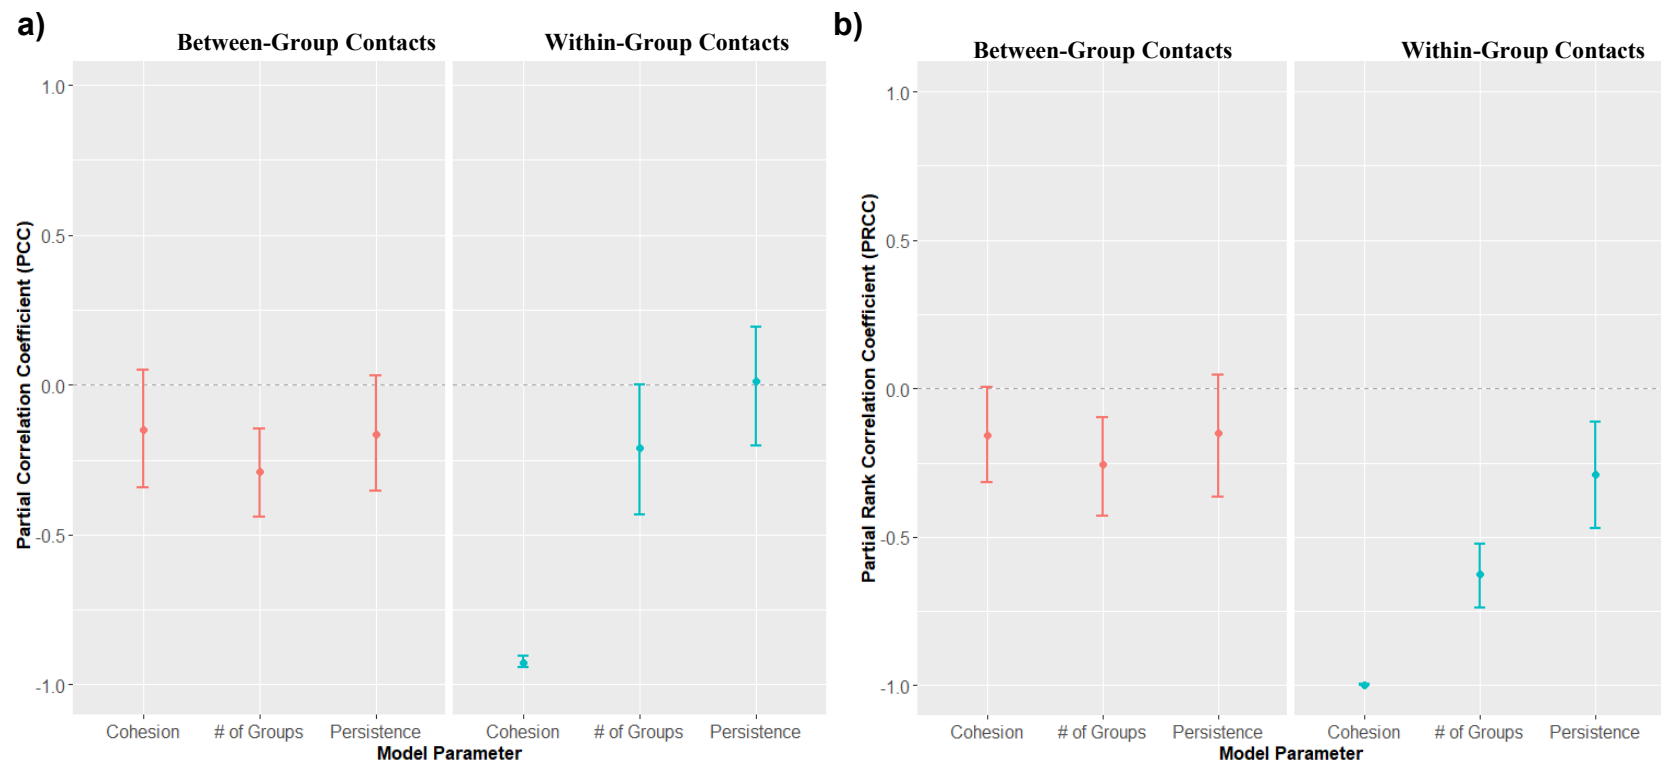 a)
Between-Group Contacts
Within-Group Contacts
Partial Correlation Coefficient (PCC)
1.0
0.5
0.0
-0.5
-1.0
Cohesion
# of Groups
Persistence
Cohesion
# of Groups
Persistence
Model Parameter
b)
Between-Group Contacts
Within-Group Contacts
Partial Rank Correlation Coefficient (PRCC)
1.0
0.5
0.0
-0.5
-1.0
Cohesion
# of Groups
Persistence
Cohesion
# of Groups
Persistence
Model Parameter